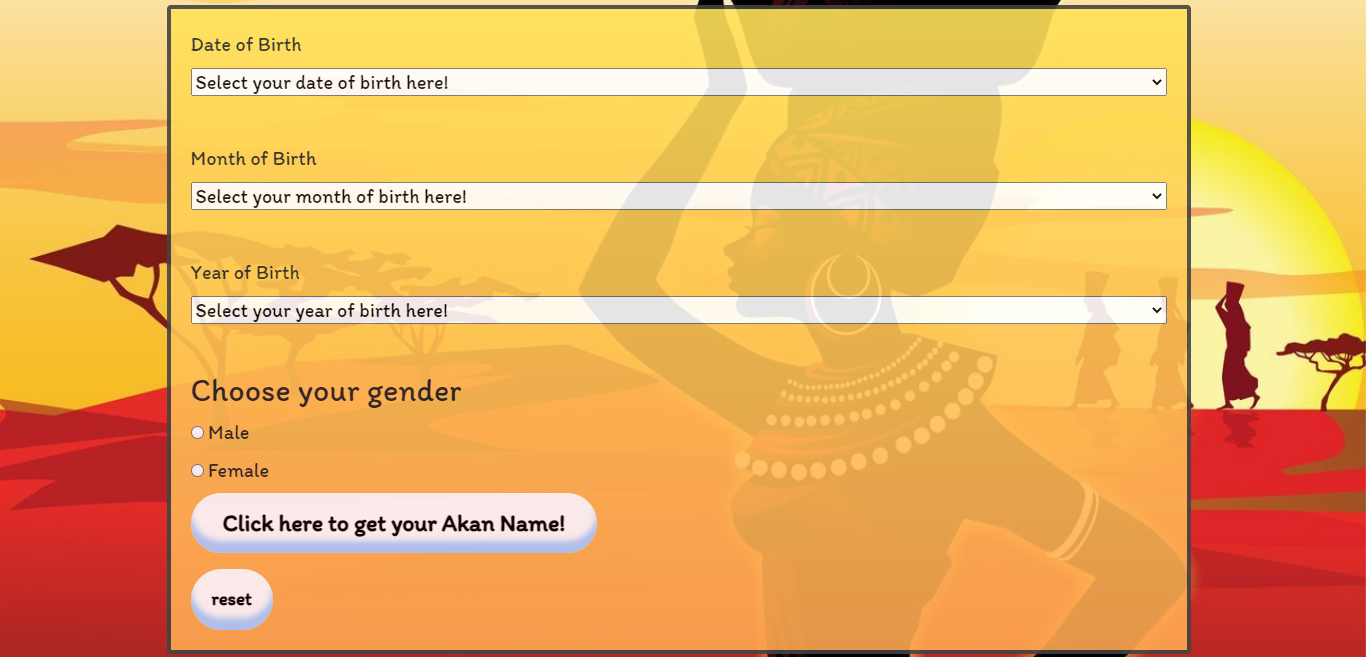 Date of Birth
Select your date of birth here!
Month of Birth
Select your month of birth here!
Year of Birth
Select your year of birth here!
Choose your gender
Male
Female
Click here to get your Akan Name!
reset